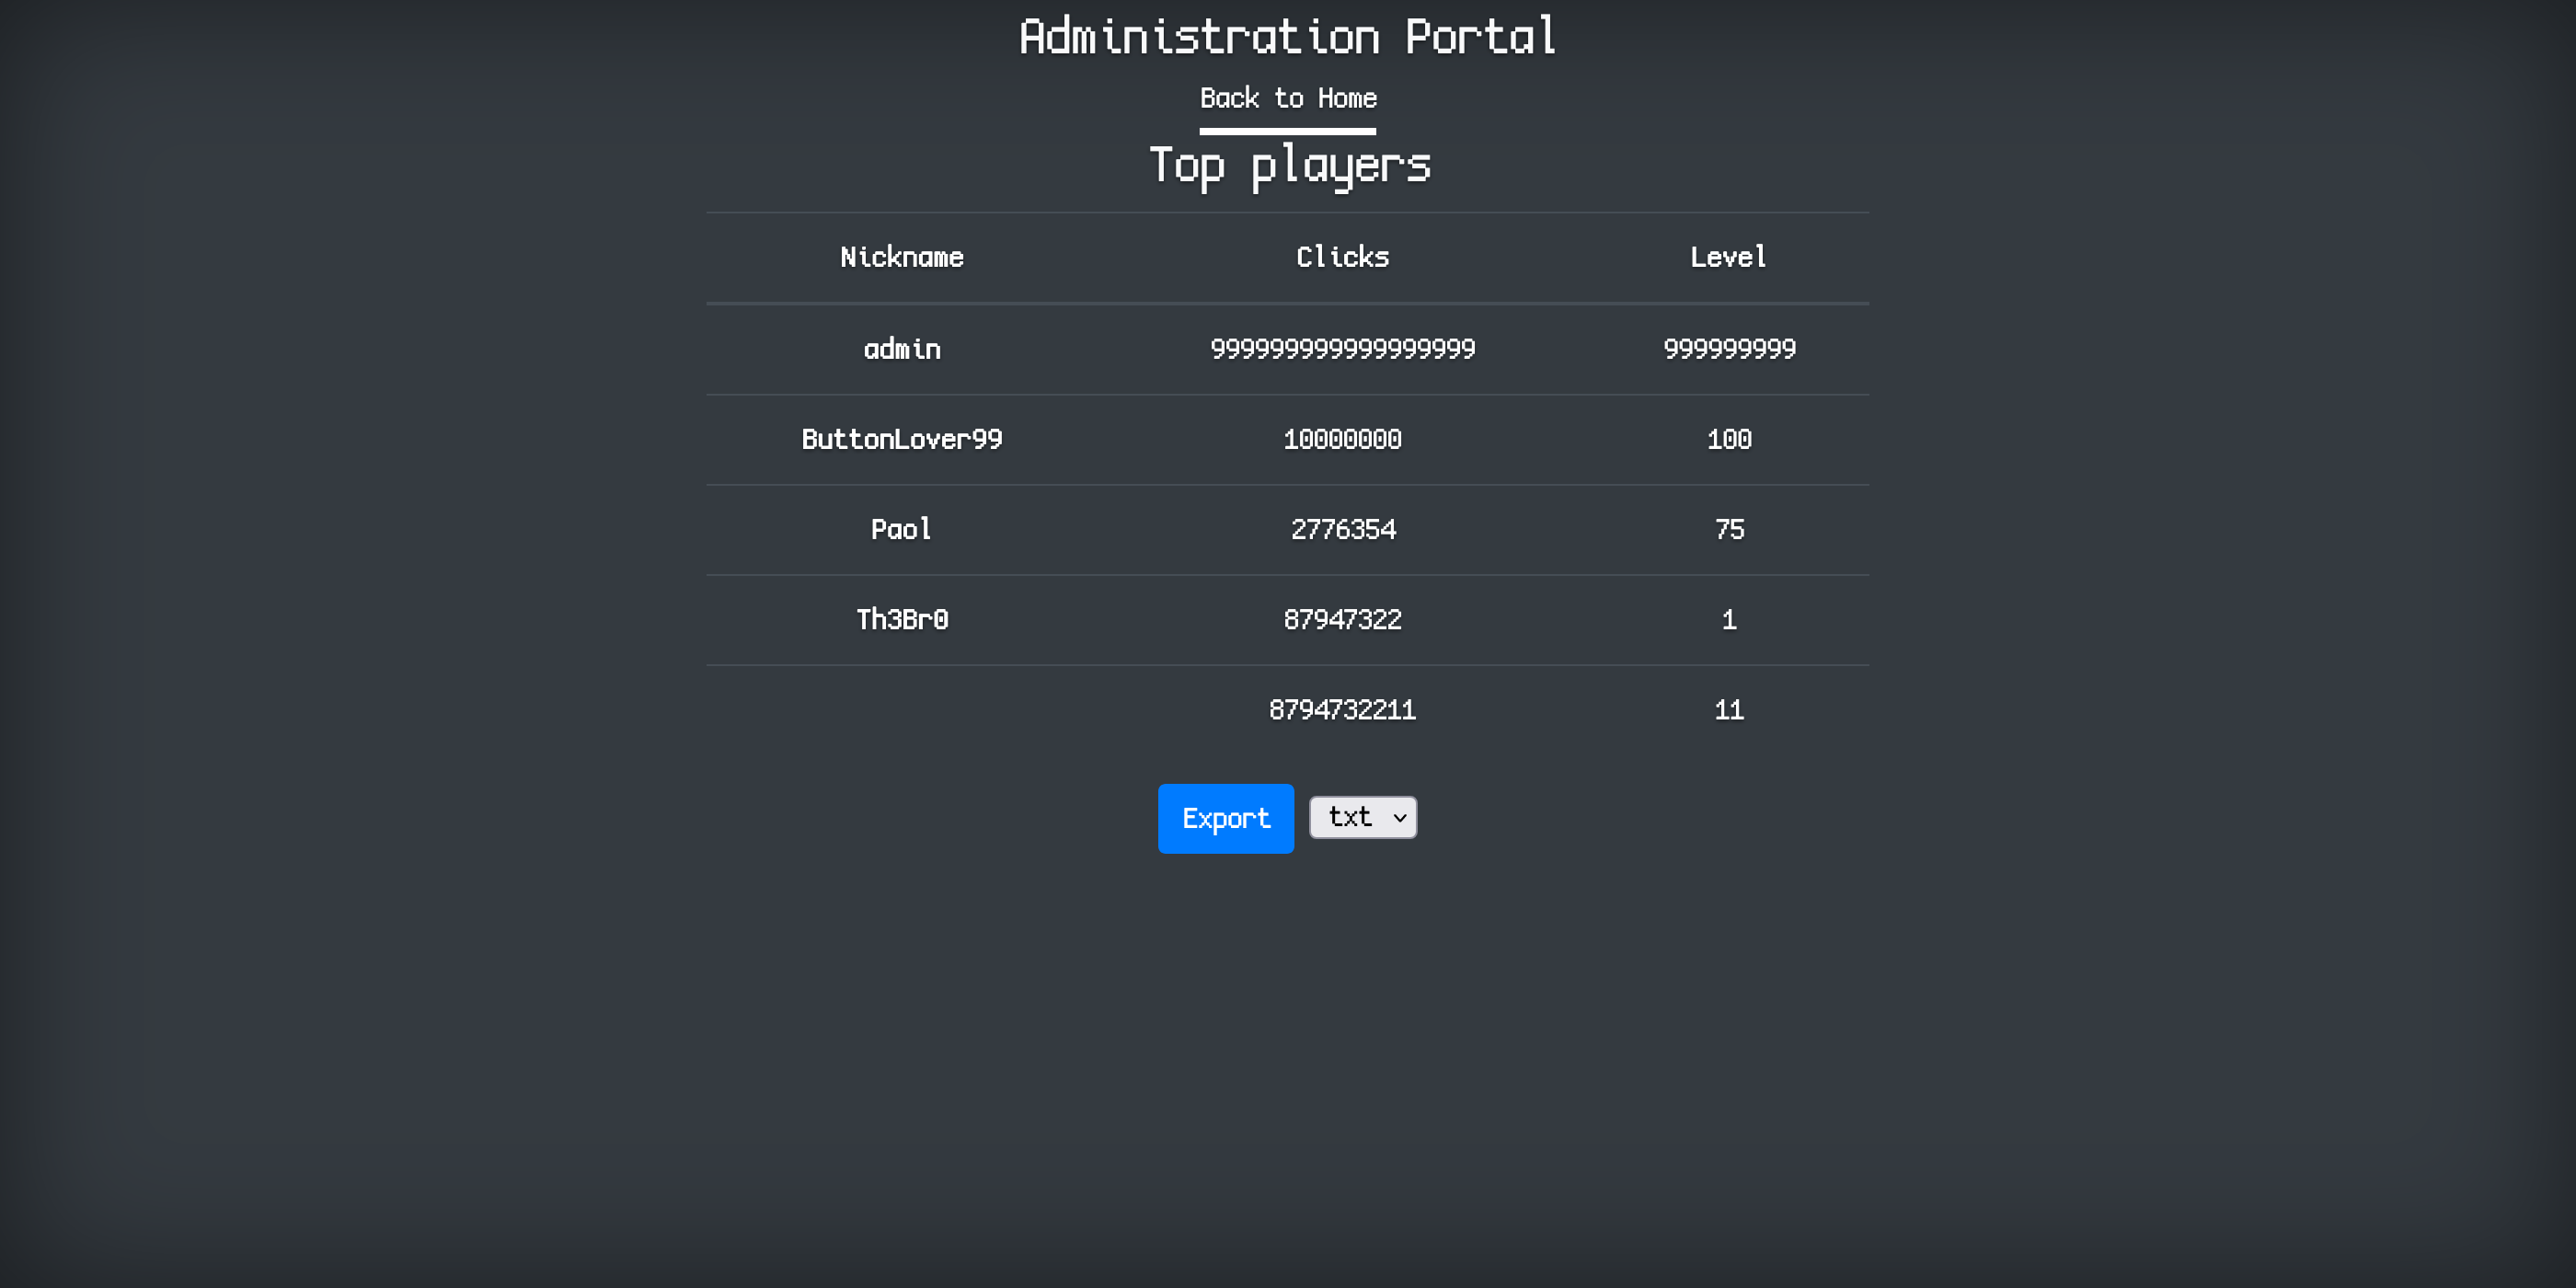 Administration Portal
Back to Home
Top players
Nickname Clicks Level
admin 999999999999999999 999999999
ButtonLover99 10000000 100
Paol 2776354 75
Th3Br0 87947322 1
8794732211 11
Export txt